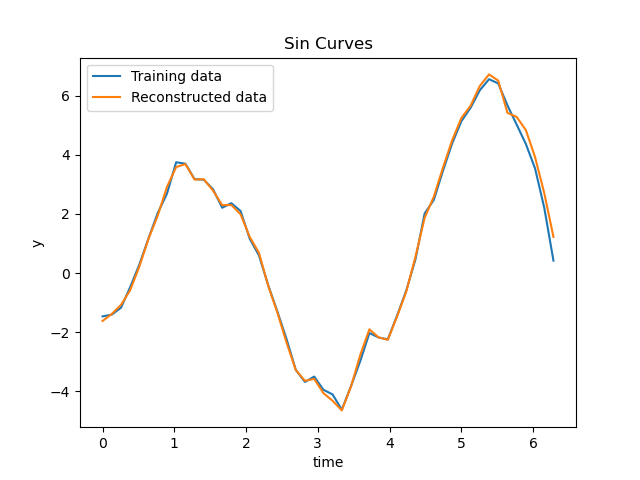 Sin Curves
Training data
Reconstructed data
6
4
2
0
−2
−4
y
0 1 2 3 4 5 6
time